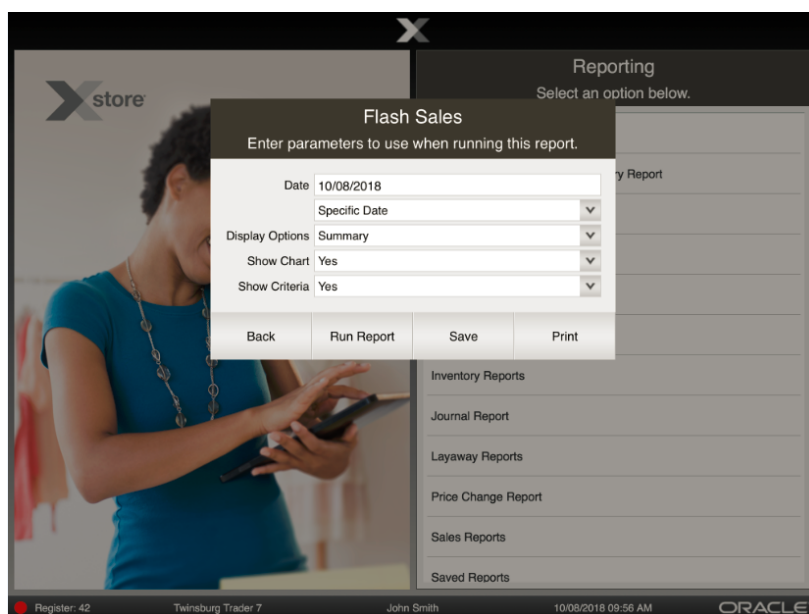 X
store
Reporting
Select an option below.
Flash Sales
Enter parameters to use when running this report.
Date 10/08/2018
Specific Date
Display Options Summary
Show Chart Yes
Show Criteria Yes
Back Run Report Save Print
Report
Inventory Reports
Journal Report
Layaway Reports
Price Change Report
Sales Reports
Saved Reports
Register: 42 Twinsburg Trader 7 John Smith 10/08/2018 09:56 AM ORACLE